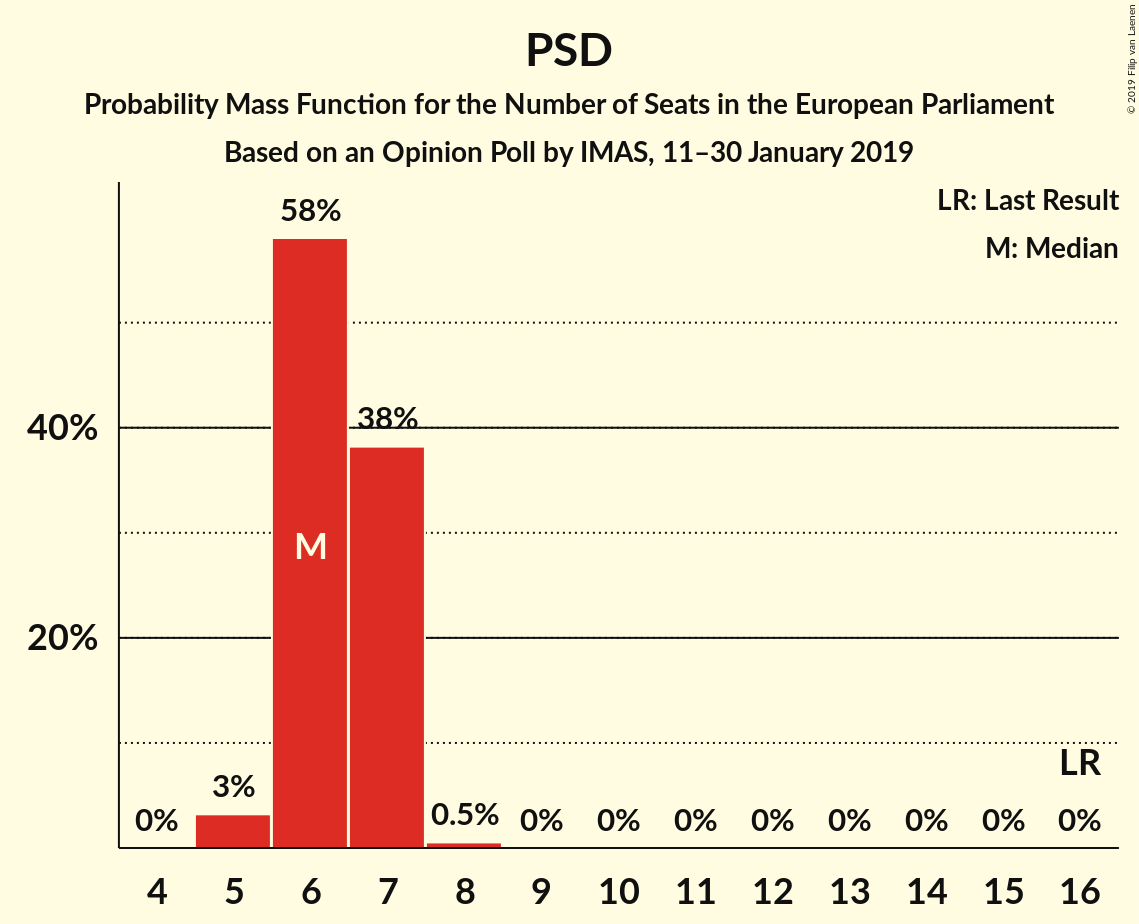 PSD
Probability Mass Function for the Number of Seats in the European Parliament
Based on an Opinion Poll by IMAS, 11–30 January 2019
© 2019 Filip van Laenen
LR: Last Result
M: Median
58%
40%
38%
M
20%
LR
0%
3%
0.5%
0% 0% 0% 0% 0% 0% 0% 0%
4 5 6 7 8 9 10 11 12 13 14 15 16